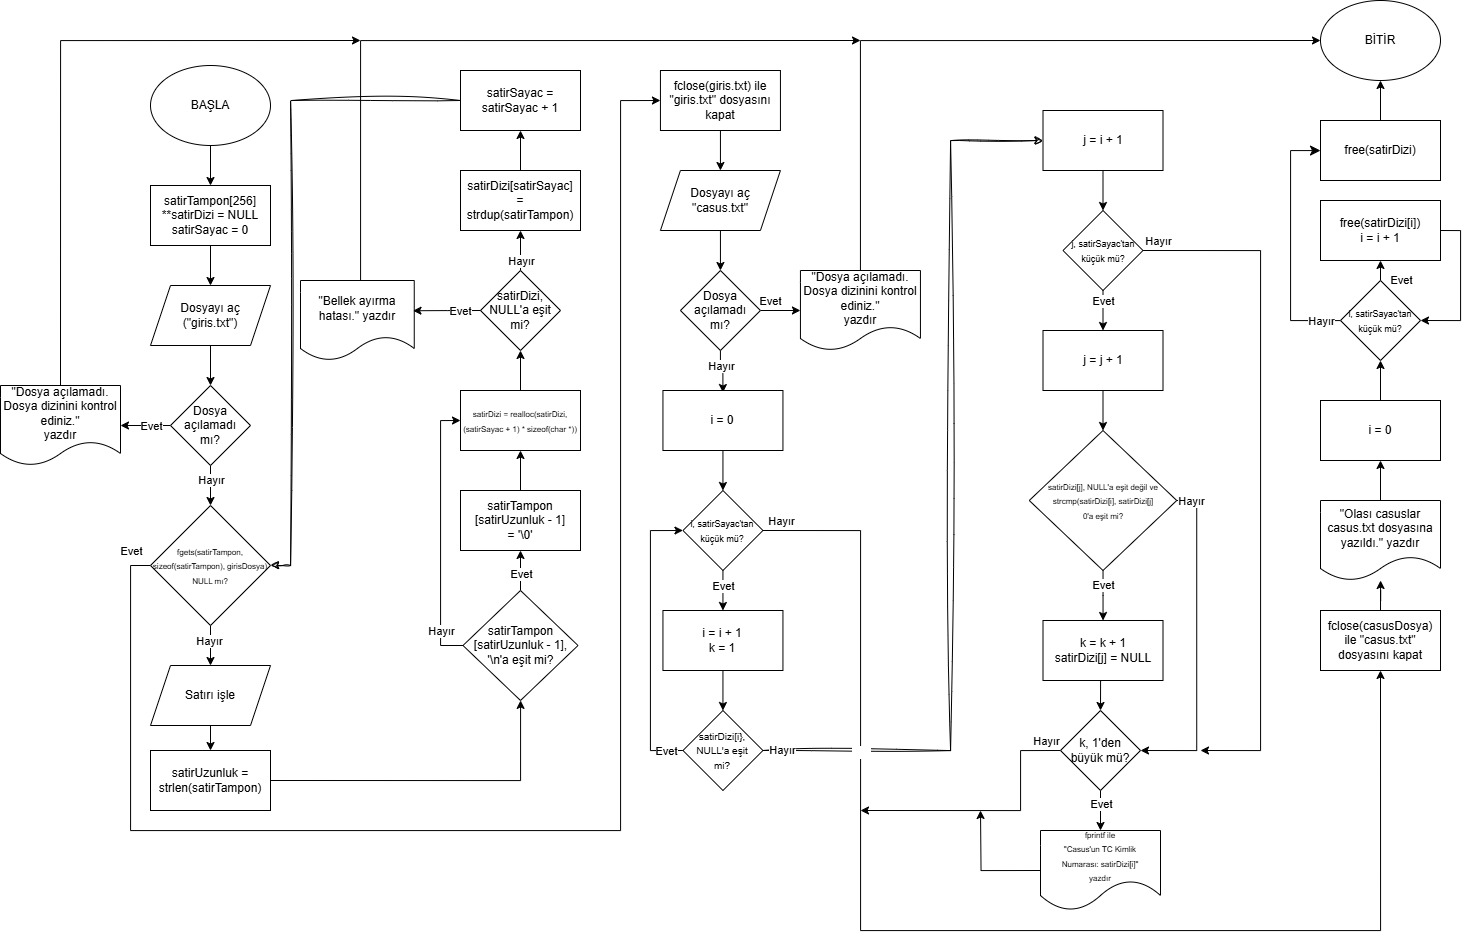 BAŞLA
satirTampon[256]
**satirDizi = NULL
satirSayac = 0
Dosyayı aç
("giris.txt")
Dosya
açılamadı
mı?
Evet
"Dosya açılamadı.
Dosya dizinini kontrol
ediniz."
yazdır
Hayır
fgets(satirTampon,
sizeof(satirTampon), girisDosya)
NULL mı?
Evet
Hayır
Satırı işle
satirUzunluk =
strlen(satirTampon)
satirTampon
[satirUzunluk - 1],
'\n'a eşit mi?
Hayır
Evet
satirTampon
[satirUzunluk - 1]
= '\0'
satirDizi = realloc(satirDizi,
(satirSayac + 1) * sizeof(char *))
satirDizi,
NULL'a eşit
mi?
Evet
"Bellek ayırma
hatası." yazdır
Hayır
satirDizi[satirSayac]
=
strdup(satirTampon)
satirSayac =
satirSayac + 1
fclose(giris.txt) ile
"giris.txt" dosyasını
kapat
Dosyayı aç
"casus.txt"
Dosya
açılamadı
mı?
Evet
"Dosya açılamadı.
Dosya dizinini kontrol
ediniz."
yazdır
Hayır
i = 0
i, satirSayac'tan
küçük mü?
Hayır
Evet
i = i + 1
k = 1
satirDizi[i],
NULL'a eşit
mi?
Evet
Hayır
j = i + 1
j, satirSayac'tan
küçük mü?
Hayır
Evet
j = j + 1
satirDizi[j], NULL'a eşit değil ve
strcmp(satirDizi[i], satirDizi[j]
0'a eşit mi?
Hayır
Evet
k = k + 1
satirDizi[j] = NULL
k, 1'den
büyük mü?
Hayır
Evet
fprintf ile
"Casus'un TC Kimlik
Numarası: satirDizi[i]"
yazdır
fclose(casusDosya)
ile "casus.txt"
dosyasını kapat
"Olası casuslar
casus.txt dosyasına
yazıldı." yazdır
i = 0
i, satirSayac'tan
küçük mü?
Hayır
Evet
free(satirDizi[i])
i = i + 1
free(satirDizi)
BİTİR